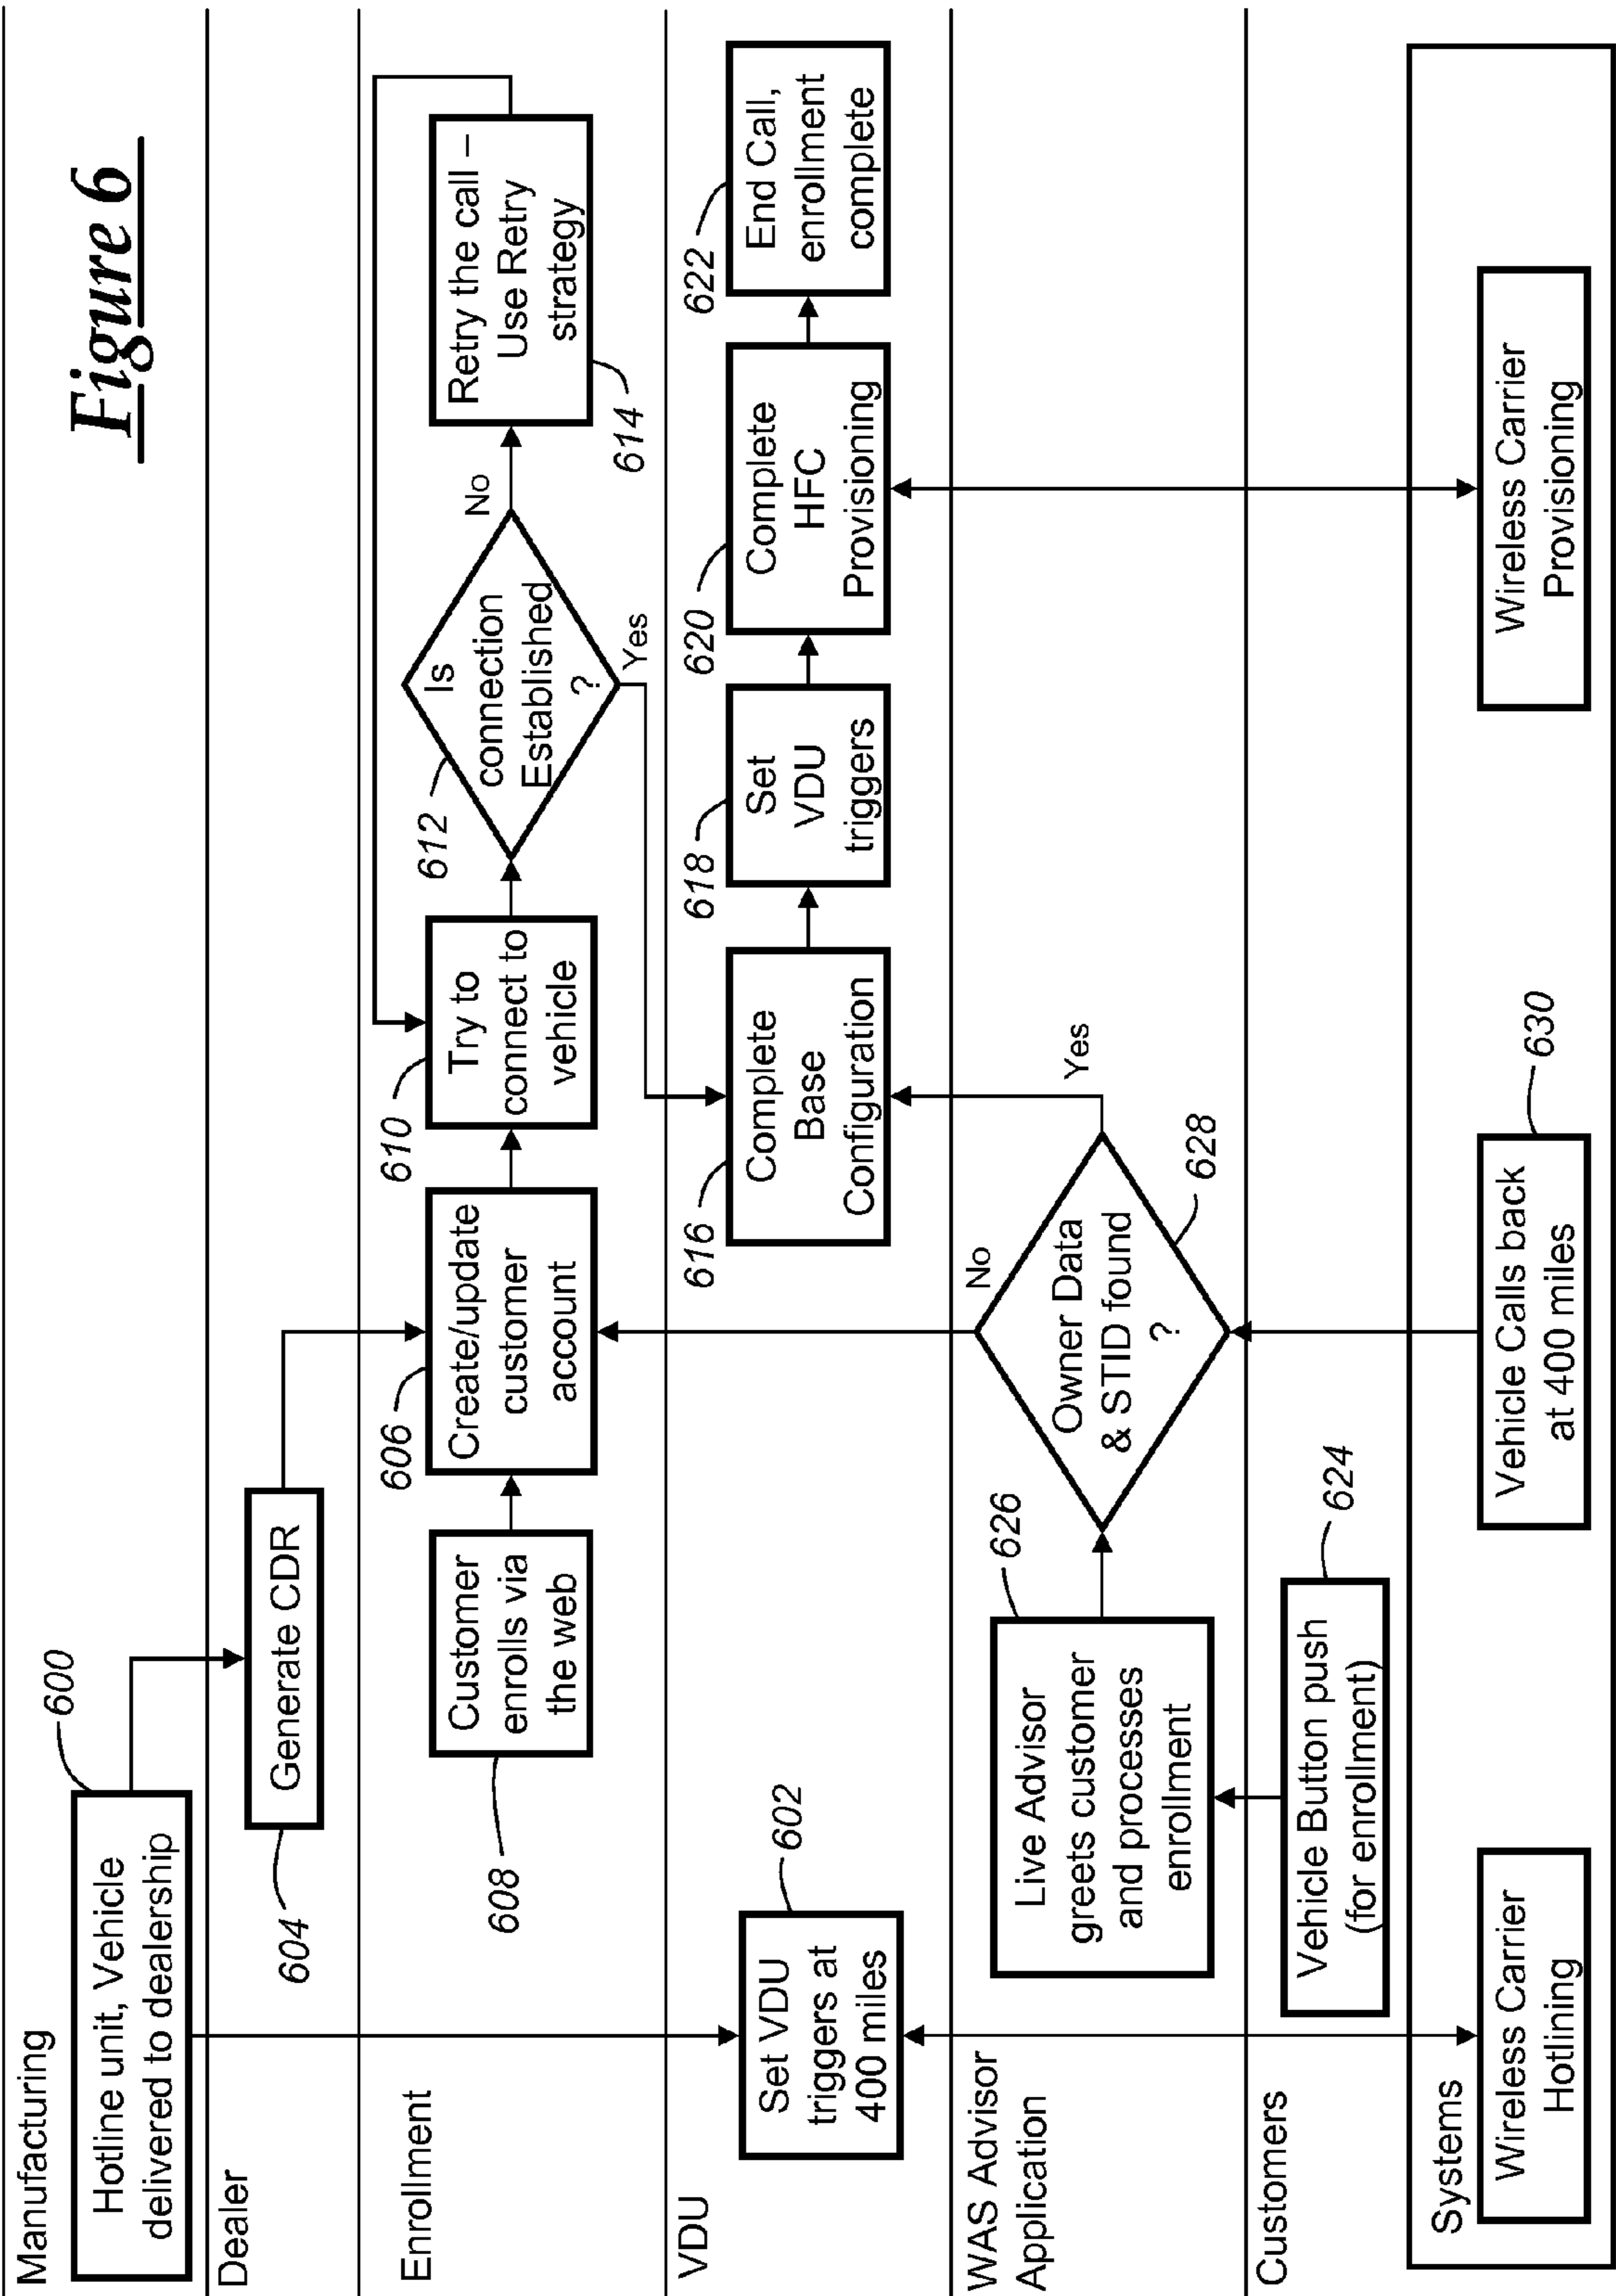 Figure 6
Manufacturing
Hotline unit, Vehicle
delivered to dealership
600
Dealer
Generate CDR
604
Enrollment
Customer
enrolls via
the web
608
Create/update
customer
account
606
Try to
connect to
vehicle
610
Is
connection
Established
?
612
No
Yes
Retry the call –
Use Retry
strategy
614
VDU
Set VDU
triggers at
400 miles
602
Complete
Base
Configuration
616
Set
VDU
triggers
618
Complete
HFC
Provisioning
620
End Call,
enrollment
complete
622
WAS Advisor
Application
Live Advisor
greets customer
and processes
enrollment
626
Owner Data
& STID found
?
628
No
Yes
Customers
Vehicle Button push
(for enrollment)
624
Systems
Wireless Carrier
Hotlining
Vehicle Calls back
at 400 miles
630
Wireless Carrier
Provisioning